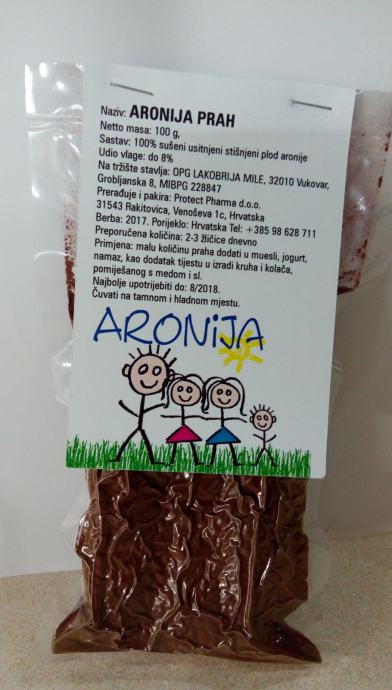 Naziv: ARONIJA PRAH
Netto masa: 100 g,
Sastav: 100% sušeni usitnjeni stišnjeni plod aronije
Udio vlage: do 8%
Na tržište stavlja: OPG LAKOBRIJA MILE, 32010 Vukovar,
Grobljanska 8, MIBPG 228847
Prerađuje i pakira: Protect Pharma d.o.o.
31543 Rakitovica, Venoševa 1c, Hrvatska
Berba: 2017. Porijeklo: Hrvatska Tel: +385 98 628 711
Preporučena količina: 2-3 žličice dnevno
Primjena: malu količinu praha dodati u muesli, jogurt,
namaz, kao dodatak tijestu u izradi kruha i kolača,
pomiješanog s medom i sl.
Najbolje upotrijebiti do: 8/2018.
Čuvati na tamnom i hladnom mjestu.
ARONiJA